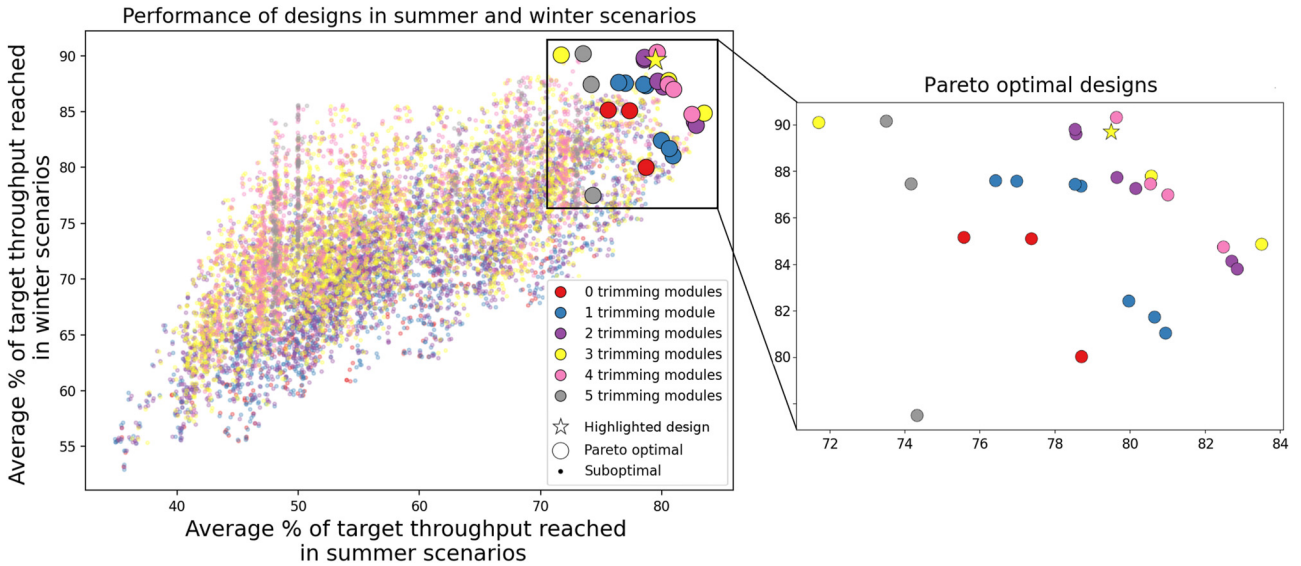 Performance of designs in summer and winter scenarios
Average % of target throughput reached
in winter scenarios
90
85
80
75
70
65
60
55
40
50
60
70
80
Average % of target throughput reached
in summer scenarios
0 trimming modules
1 trimming module
2 trimming modules
3 trimming modules
4 trimming modules
5 trimming modules
Highlighted design
Pareto optimal
Suboptimal
Pareto optimal designs
90
88
86
84
82
80
72
74
76
78
80
82
84